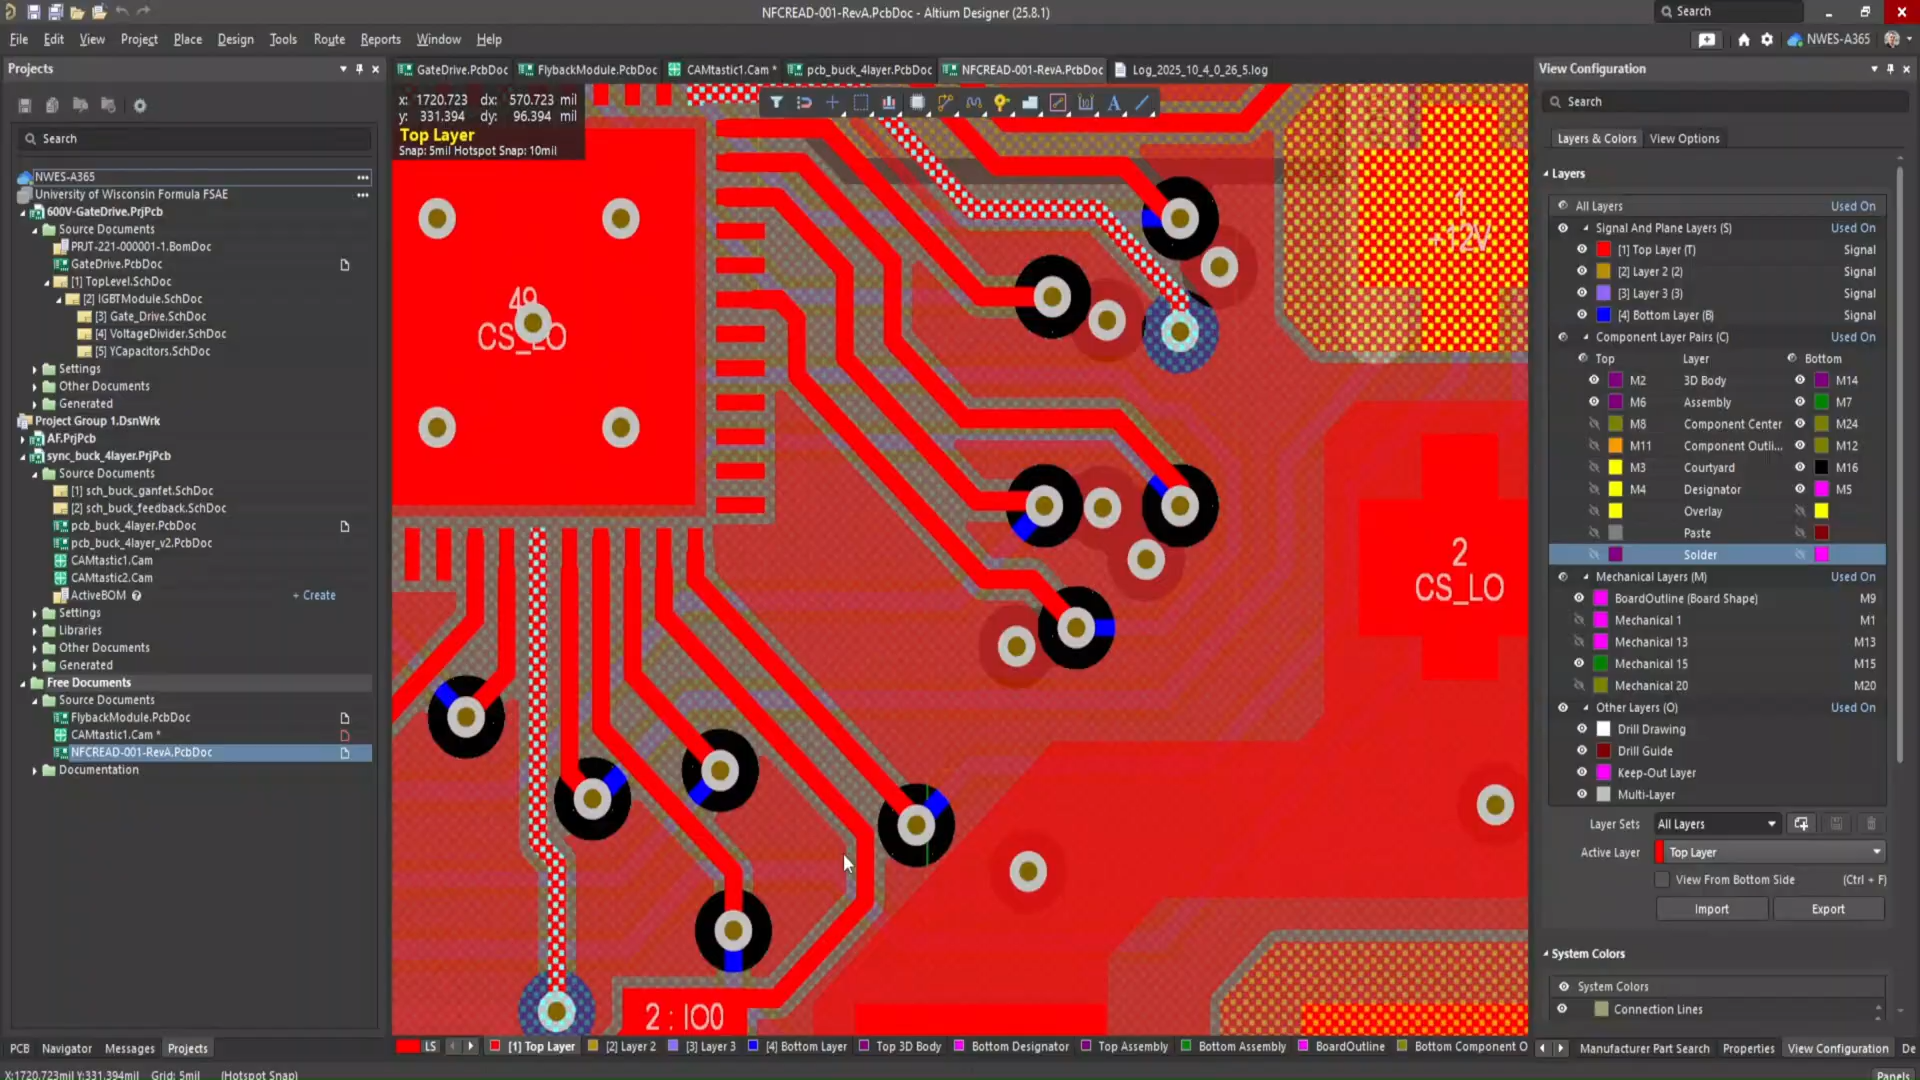 NFCREAD-001-RevA.PcbDoc - Altium Designer (25.8.1)
Search
File Edit View Project Place Design Tools Route Reports Window Help
NWES-A365
Projects
GateDrive.PcbDoc FlybackModule.PcbDoc CAMtastic1.Cam * pcb_buck_4layer.PcbDoc NFCREAD-001-RevA.PcbDoc Log_2025_10_4_0_26_5.log
View Configuration
x: 1720.723 dx: 570.723 mil
y: 331.394 dy: 96.394 mil
Top Layer
Snap: 5mil Hotspot Snap: 10mil
Search
NWES-A365
University of Wisconsin Formula FSAE
600V-GateDrive.PrjPcb
Source Documents
PRJT-221-000001-1.BomDoc
GateDrive.PcbDoc
[1] TopLevel.SchDoc
[2] IGBTModule.SchDoc
[3] Gate_Drive.SchDoc
[4] VoltageDivider.SchDoc
[5] YCapacitors.SchDoc
Settings
Other Documents
Generated
Project Group 1.DsnWrk
AF.PrjPcb
sync_buck_4layer.PrjPcb
Source Documents
[1] sch_buck_ganfet.SchDoc
[2] sch_buck_feedback.SchDoc
pcb_buck_4layer.PcbDoc
pcb_buck_4layer_v2.PcbDoc
CAMtastic1.Cam
CAMtastic2.Cam
ActiveBOM + Create
Settings
Libraries
Other Documents
Generated
Free Documents
Source Documents
FlybackModule.PcbDoc
CAMtastic1.Cam *
NFCREAD-001-RevA.PcbDoc
Documentation
49
CS_LO
1
+12V
2
CS_LO
2 : IO0
Search
Layers & Colors View Options
Layers
All Layers Used On
Signal And Plane Layers (S) Used On
[1] Top Layer (T) Signal
[2] Layer 2 (2) Signal
[3] Layer 3 (3) Signal
[4] Bottom Layer (B) Signal
Component Layer Pairs (C) Used On
Top Layer Bottom
M2 3D Body M14
M6 Assembly M7
M8 Component Center M24
M11 Component Outli... M12
M3 Courtyard M16
M4 Designator M5
Overlay
Paste
Solder
Mechanical Layers (M) Used On
BoardOutline (Board Shape) M9
Mechanical 1 M1
Mechanical 13 M13
Mechanical 15 M15
Mechanical 20 M20
Other Layers (O) Used On
Drill Drawing
Drill Guide
Keep-Out Layer
Multi-Layer
Layer Sets All Layers
Active Layer Top Layer
View From Bottom Side (Ctrl + F)
Import Export
System Colors
System Colors
Connection Lines
PCB Navigator Messages Projects
LS [1] Top Layer [2] Layer 2 [3] Layer 3 [4] Bottom Layer Top 3D Body Bottom Designator Top Assembly Bottom Assembly BoardOutline Bottom Component O
Manufacturer Part Search Properties View Configuration De
X:1720.723mil Y:331.394mil Grid: 5mil (Hotspot Snap)
Panels